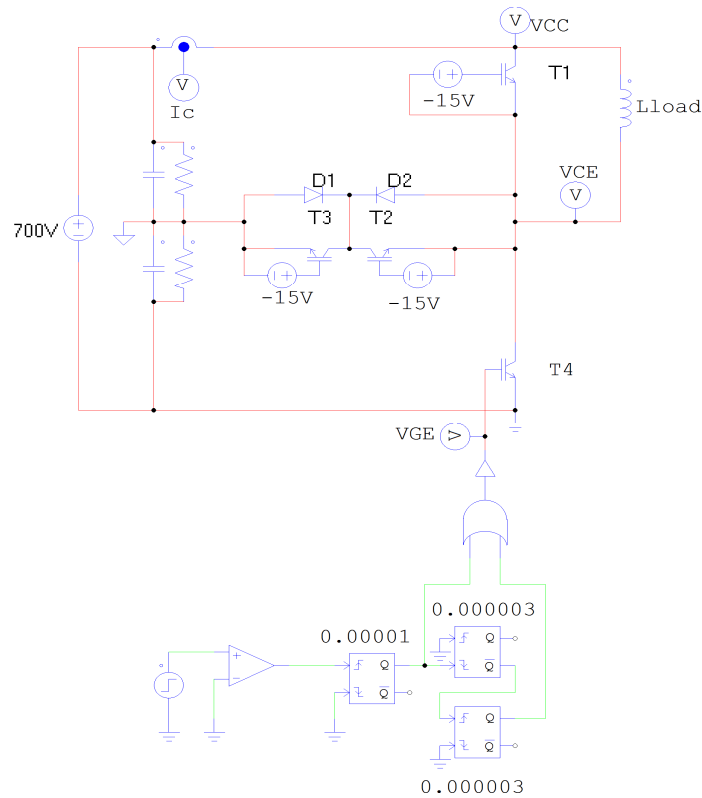 V VCC
T1
V
-15V
Ic
Lload
D1 D2
VCE
T3 T2
V
700V
-15V
-15V
T4
VGE V
0.000003
0.00001
Q Q
Q Q
Q
Q
0.000003